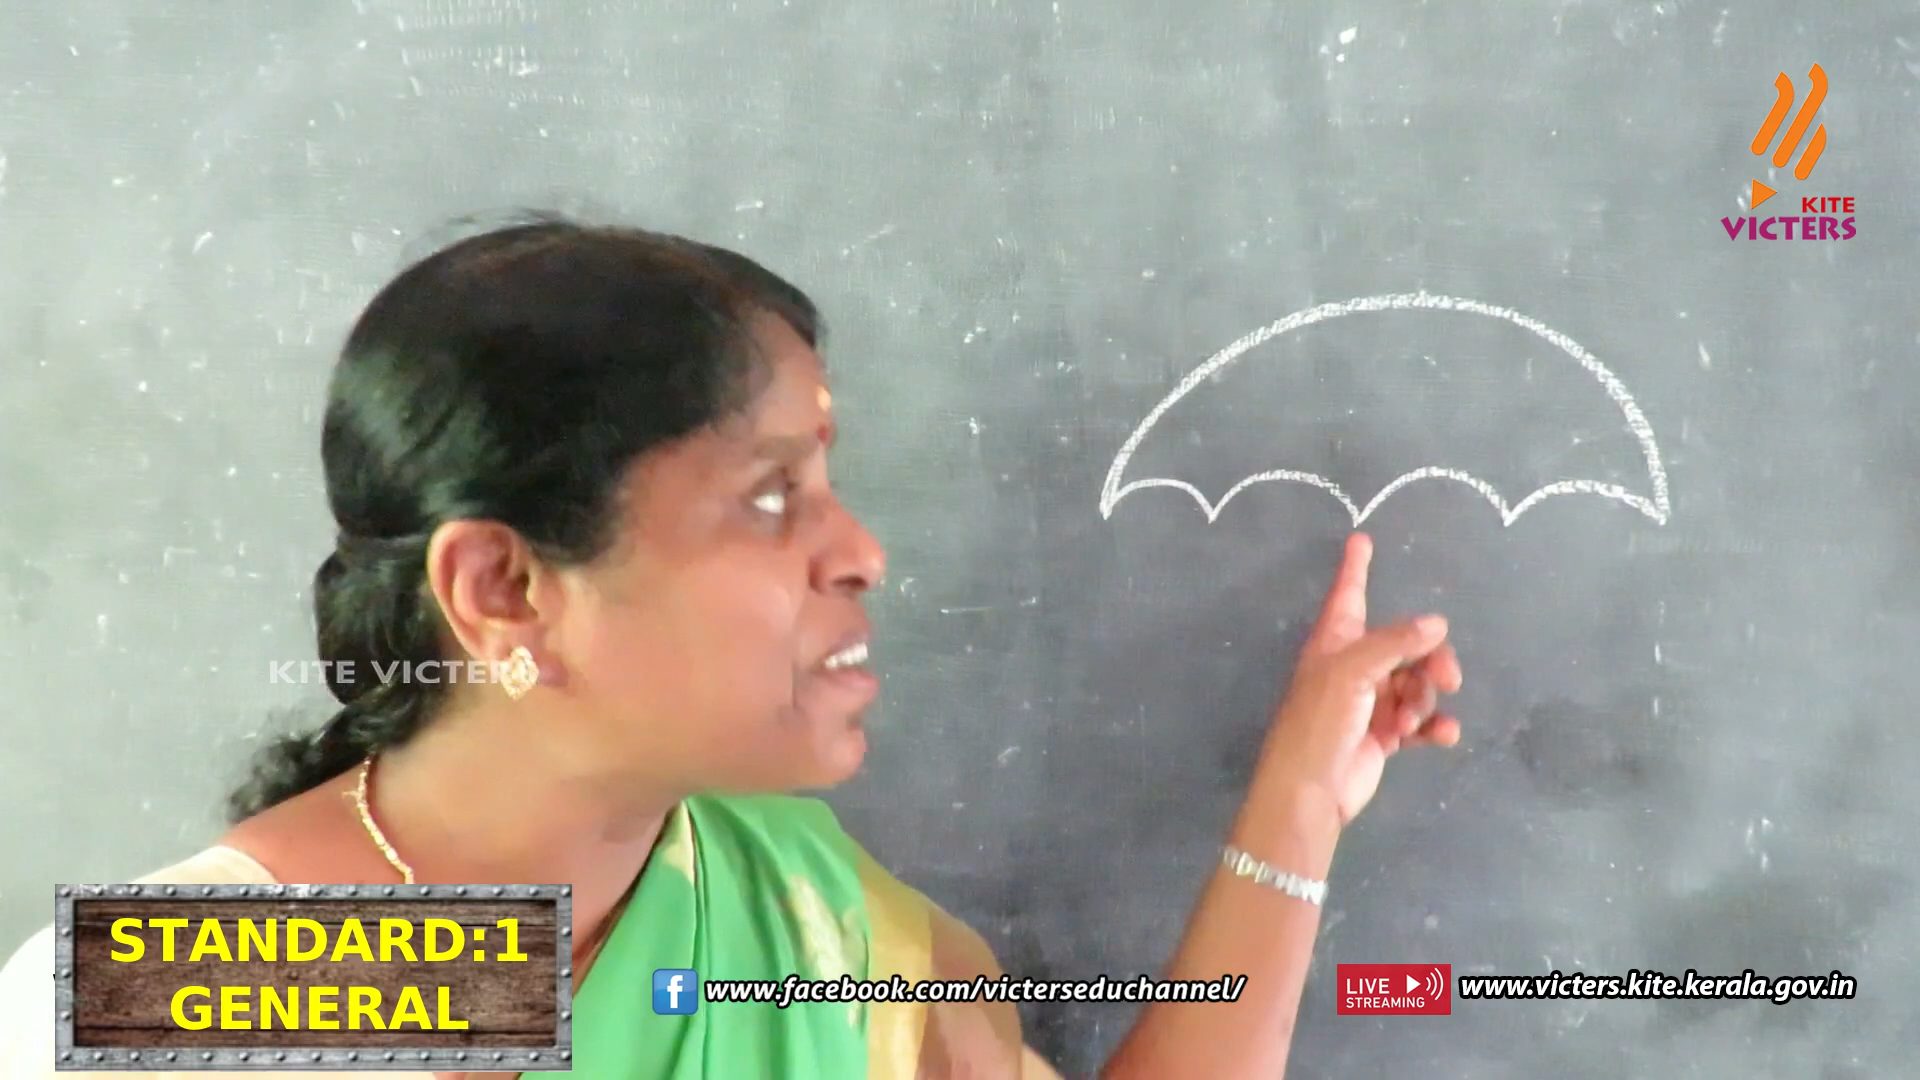 KITE
VICTERS
KITE VICTERS
STANDARD:1
GENERAL
www.facebook.com/victerseduchannel/
LIVE
STREAMING
www.victers.kite.kerala.gov.in